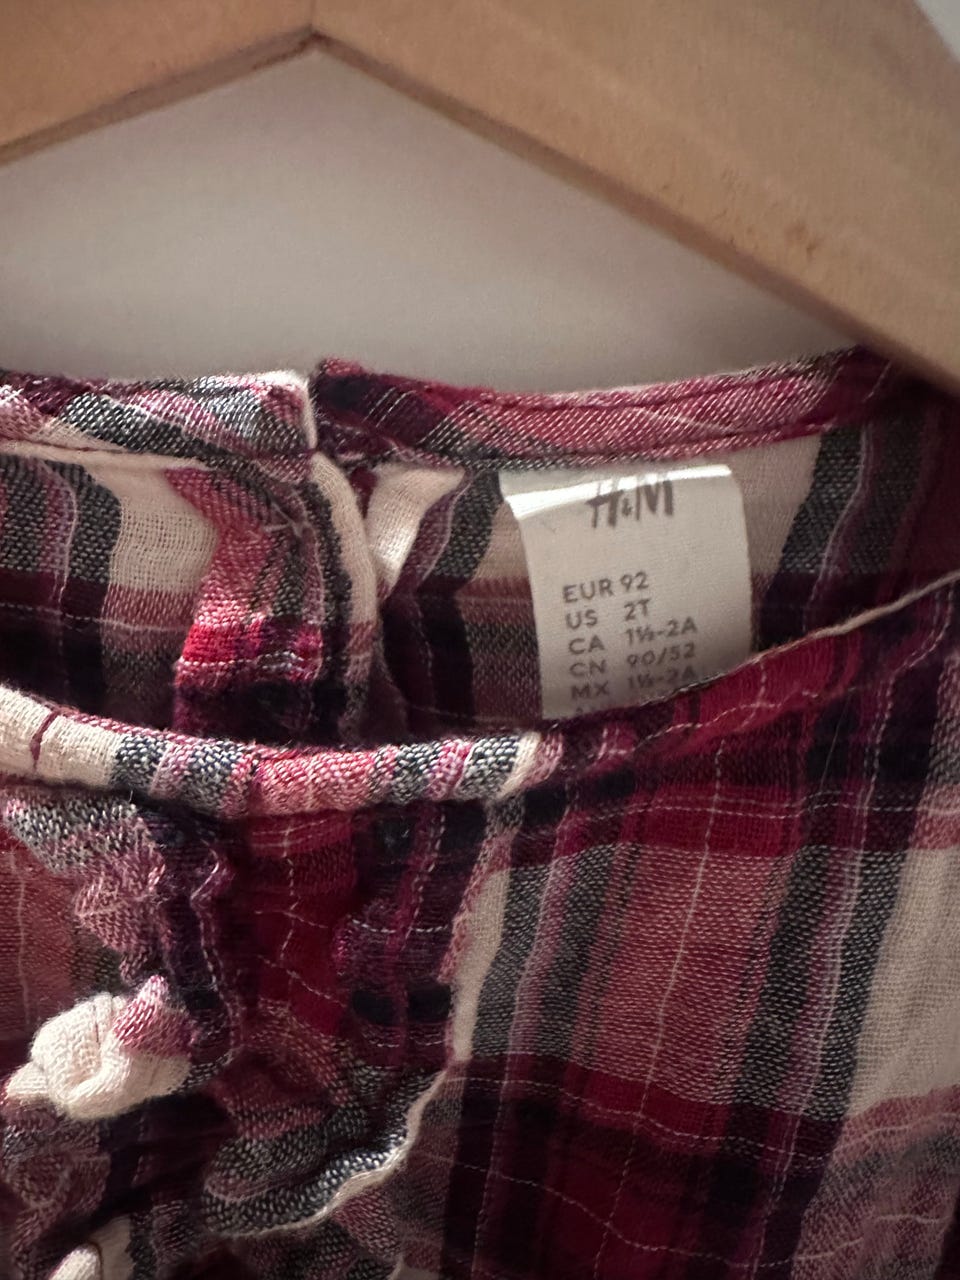 H&M
EUR 92
US 2T
CA 1½-2A
CN 90/52
MX 1½-2A